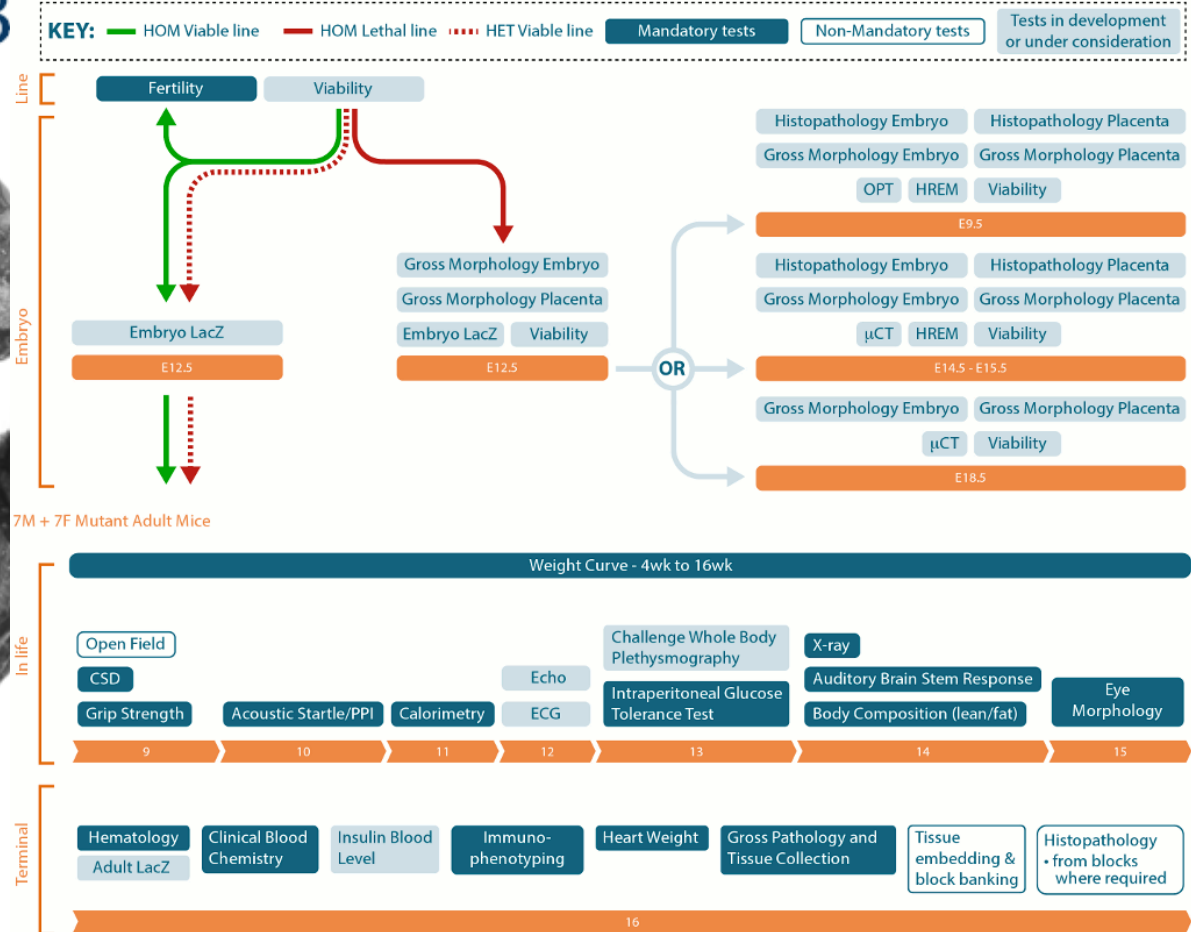 B
KEY: HOM Viable line HOM Lethal line HET Viable line Mandatory tests Non-Mandatory tests Tests in development
or under consideration
Line
Fertility Viability
Embryo
Histopathology Embryo Histopathology Placenta
Gross Morphology Embryo Gross Morphology Placenta
OPT HREM Viability
E9.5
Gross Morphology Embryo
Gross Morphology Placenta
Embryo LacZ Viability
E12.5
Embryo LacZ
E12.5
OR
Histopathology Embryo Histopathology Placenta
Gross Morphology Embryo Gross Morphology Placenta
μCT HREM Viability
E14.5 - E15.5
Gross Morphology Embryo Gross Morphology Placenta
μCT Viability
E18.5
7M + 7F Mutant Adult Mice
In life
Weight Curve - 4wk to 16wk
Open Field
CSD
Grip Strength
Acoustic Startle/PPI
Calorimetry
Echo
ECG
Challenge Whole Body
Plethysmography
Intraperitoneal Glucose
Tolerance Test
X-ray
Auditory Brain Stem Response
Body Composition (lean/fat)
Eye
Morphology
9 10 11 12 13 14 15
Terminal
Hematology
Adult LacZ
Clinical Blood
Chemistry
Insulin Blood
Level
Immuno-
phenotyping
Heart Weight
Gross Pathology and
Tissue Collection
Tissue
embedding &
block banking
Histopathology
• from blocks
where required
16